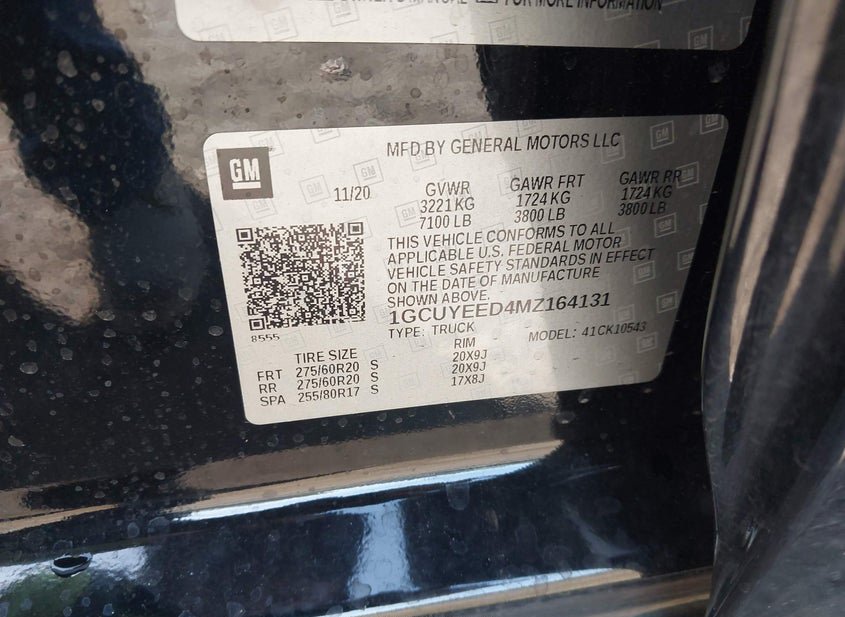 FOR MORE INFORMATION
MFD BY GENERAL MOTORS LLC
GM
11/20 GVWR GAWR FRT GAWR RR
3221 KG 1724 KG 1724 KG
7100 LB 3800 LB 3800 LB
THIS VEHICLE CONFORMS TO ALL
APPLICABLE U.S. FEDERAL MOTOR
VEHICLE SAFETY STANDARDS IN EFFECT
ON THE DATE OF MANUFACTURE
SHOWN ABOVE.
1GCUYEED4MZ164131
8555
TYPE: TRUCK MODEL: 41CK10543
TIRE SIZE RIM
FRT 275/60R20 S 20X9J
RR 275/60R20 S 20X9J
SPA 255/80R17 S 17X8J